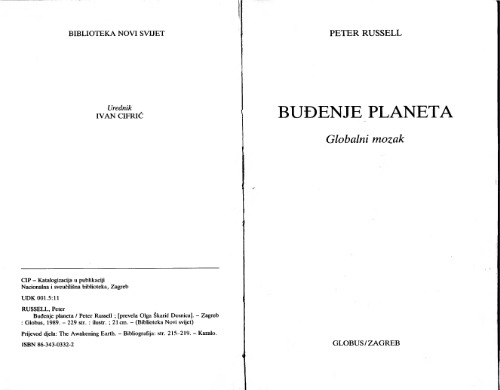 BIBLIOTEKA NOVI SVIJET
Urednik
IVAN CIFRIĆ
CIP – Katalogizacija u publikaciji
Nacionalna i sveučilišna biblioteka, Zagreb
UDK 001.5:11
RUSSELL, Peter
Buđenje planeta / Peter Russell ; [prevela Olga Škarić Dusnica]. – Zagreb
: Globus, 1989. – 229 str. : ilustr. ; 21 cm. – (Biblioteka Novi svijet)
Prijevod djela: The Awakening Earth. – Bibliografija: str. 215–219. – Kazalo.
ISBN 86-343-0332-2
PETER RUSSELL
BUĐENJE PLANETA
Globalni mozak
GLOBUS/ZAGREB